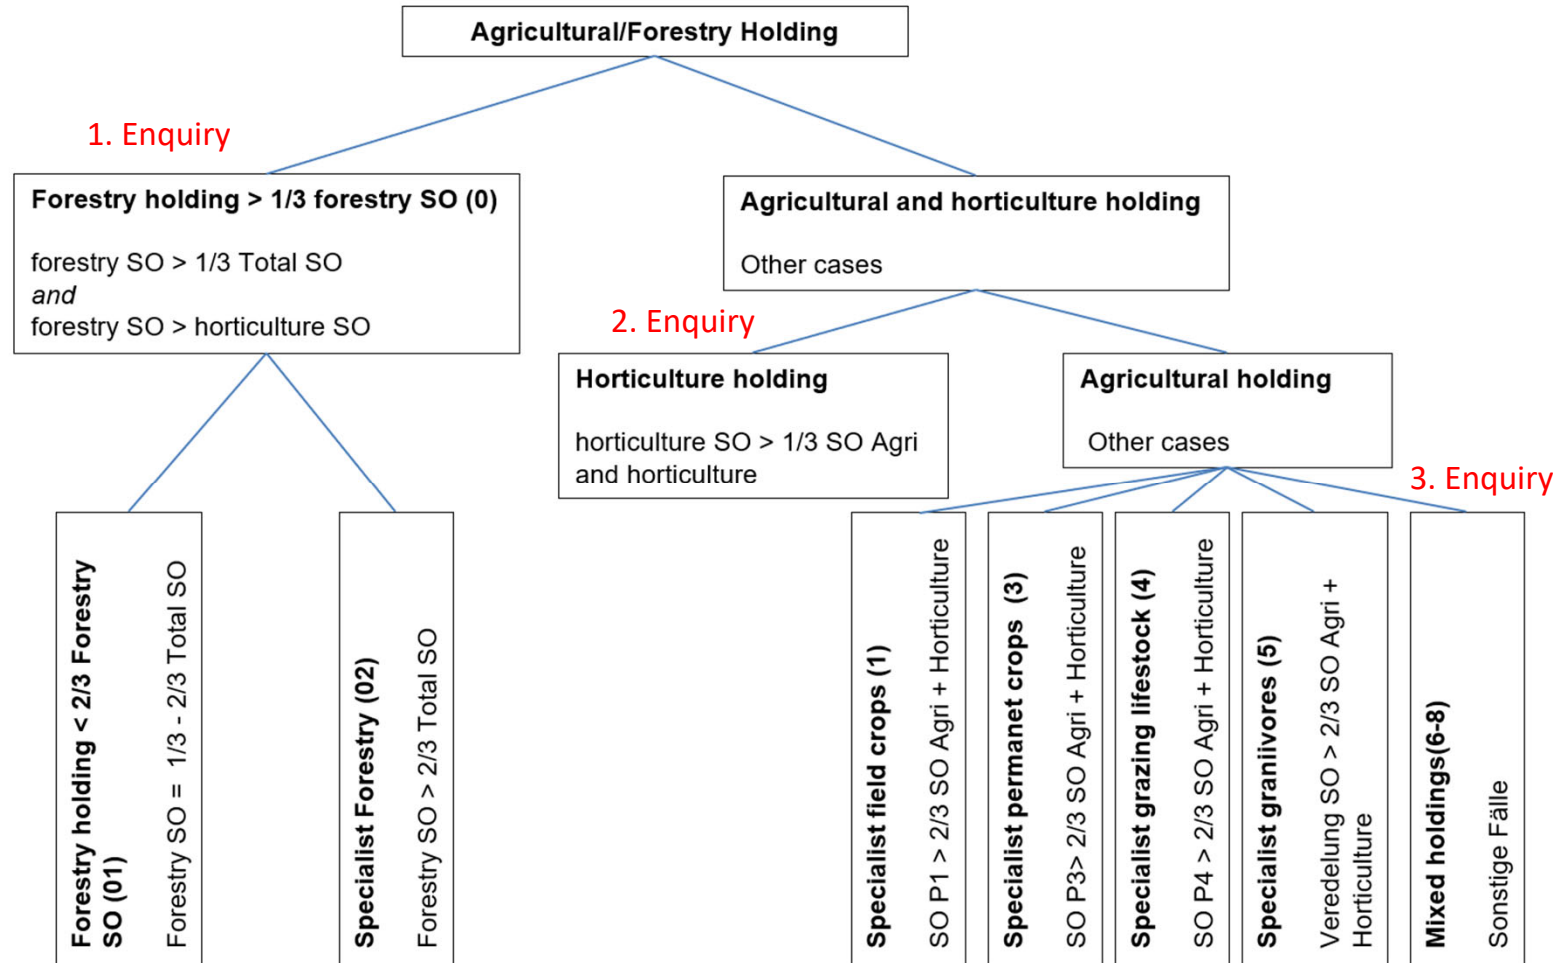 Agricultural/Forestry Holding
1. Enquiry
Forestry holding > 1/3 forestry SO (0)
forestry SO > 1/3 Total SO
and
forestry SO > horticulture SO
Agricultural and horticulture holding
Other cases
2. Enquiry
Horticulture holding
horticulture SO > 1/3 SO Agri
and horticulture
Agricultural holding
Other cases
3. Enquiry
Forestry holding < 2/3 Forestry
SO (01)
Forestry SO = 1/3 - 2/3 Total SO
Specialist Forestry (02)
Forestry SO > 2/3 Total SO
Specialist field crops (1)
SO P1 > 2/3 SO Agri + Horticulture
Specialist permanet crops (3)
SO P3> 2/3 SO Agri + Horticulture
Specialist grazing lifestock (4)
SO P4 > 2/3 SO Agri + Horticulture
Specialist graniivores (5)
Veredelung SO > 2/3 SO Agri +
Horticulture
Mixed holdings(6-8)
Sonstige Fälle